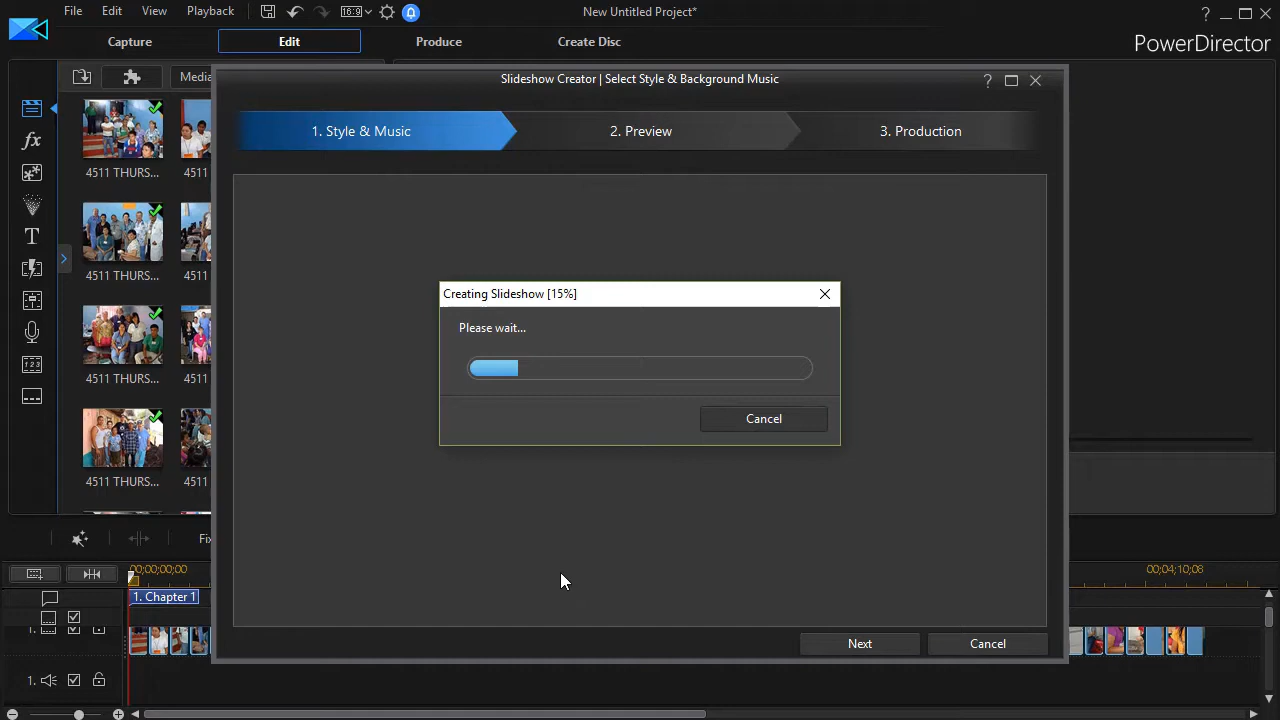 File Edit View Playback 16:9 New Untitled Project* ?
Capture Edit Produce Create Disc PowerDirector
Media
Slideshow Creator | Select Style & Background Music ?
1. Style & Music 2. Preview 3. Production
fx
4511 THURS... 4511
T
4511 THURS... 4511
Creating Slideshow [15%]
Please wait...
4511 THURS... 4511
Cancel
4511 THURS... 4511
Fix
00;00;00;00 00;04;10;08
1. Chapter 1
1.
Next Cancel
1.